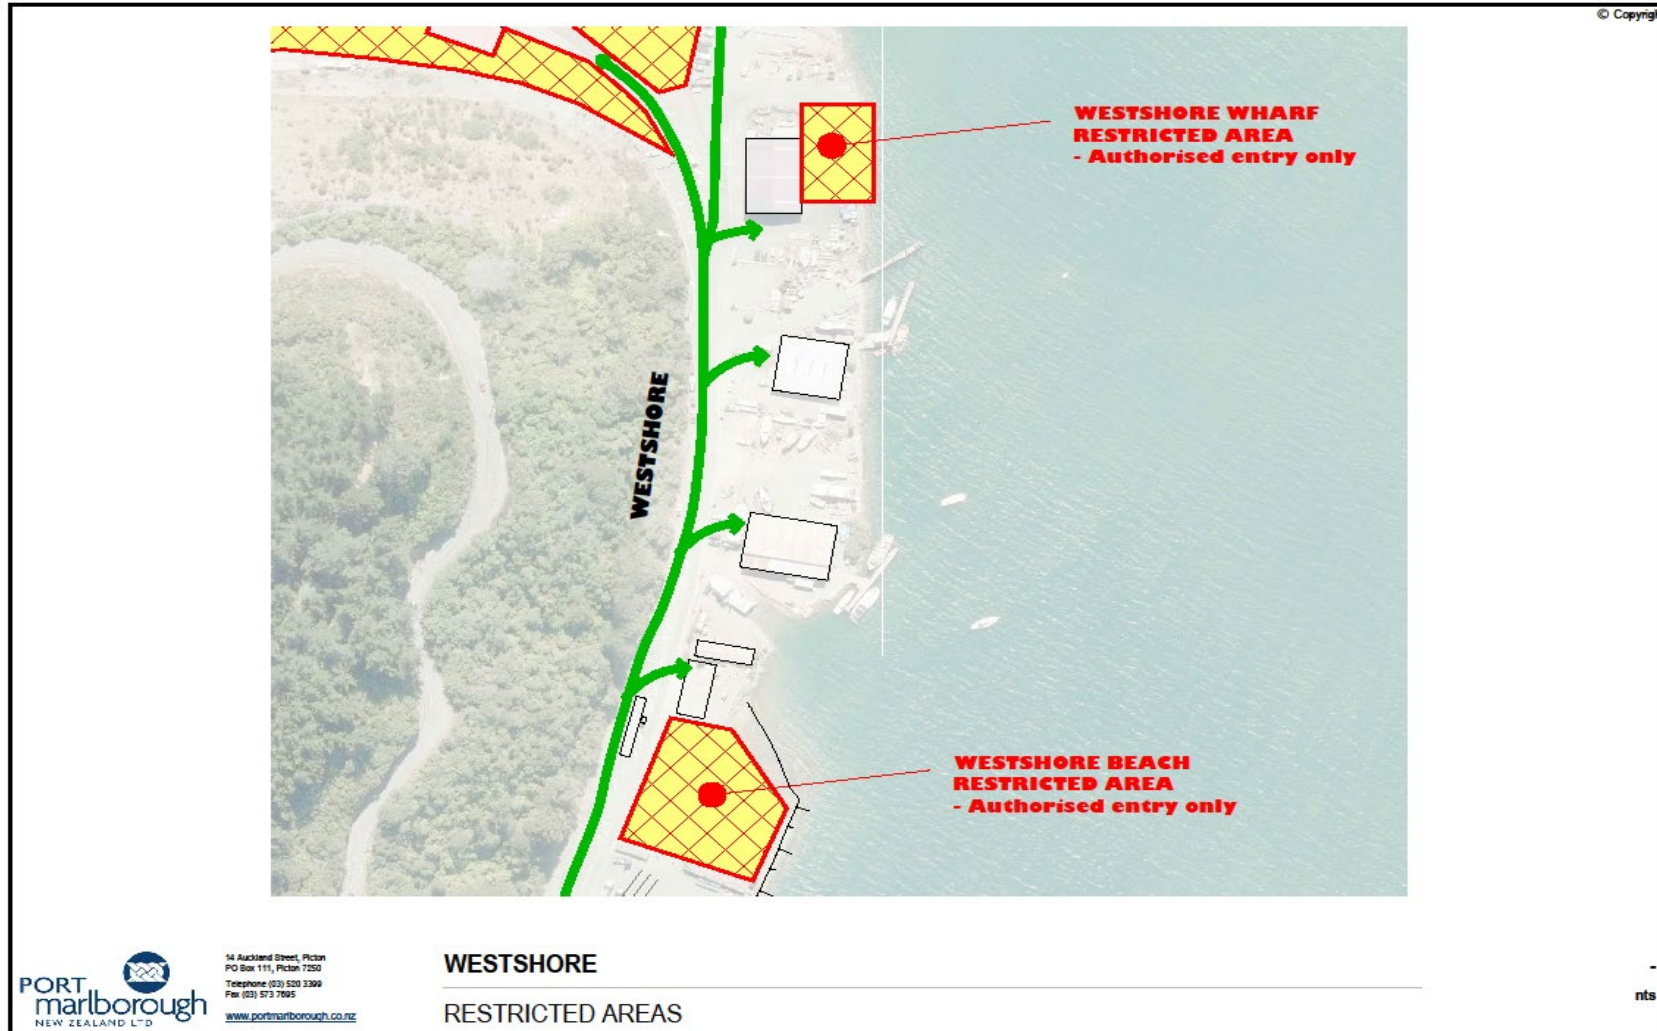 © Copyrigh
WESTSHORE WHARF
RESTRICTED AREA
- Authorised entry only
WESTSHORE
WESTSHORE BEACH
RESTRICTED AREA
- Authorised entry only
PORT
marlborough
NEW ZEALAND LTD
14 Auckland Street, Picton
PO Box 111, Picton 7250
Telephone (03) 520 3399
Fax (03) 573 7695
www.portmarlborough.co.nz
WESTSHORE
RESTRICTED AREAS
-
nts